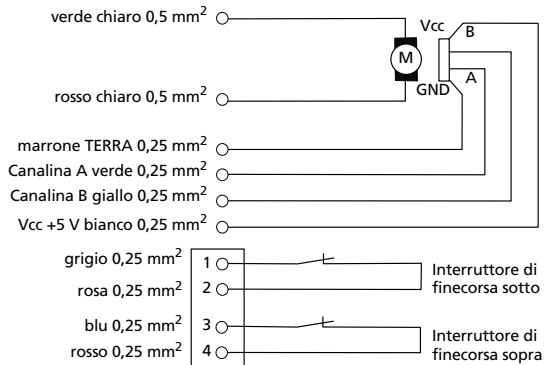 verde chiaro 0,5 mm²
Vcc
B
M
A
GND
rosso chiaro 0,5 mm²
marrone TERRA 0,25 mm²
Canalina A verde 0,25 mm²
Canalina B giallo 0,25 mm²
Vcc +5 V bianco 0,25 mm²
grigio 0,25 mm²
1
rosa 0,25 mm²
2
Interruttore di
finecorsa sotto
blu 0,25 mm²
3
rosso 0,25 mm²
4
Interruttore di
finecorsa sopra